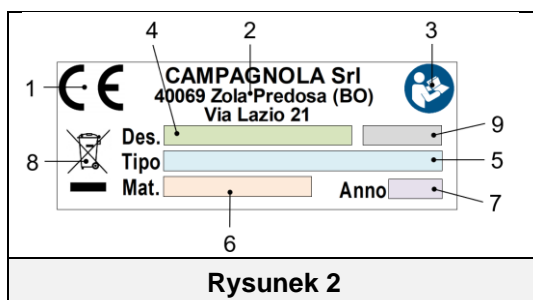 4 2 3
1 CE CAMPAGNOLA Srl
40069 Zola Predosa (BO)
Via Lazio 21
Des. 9
8 Tipo 5
Mat. Anno 7
6
Rysunek 2